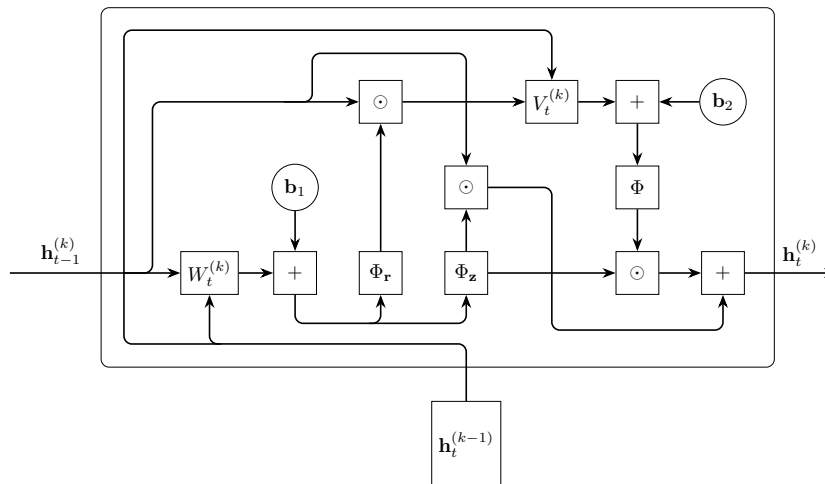 ⊙
V_t^{(k)}
+
b_2
b_1
⊙
Φ
h_{t-1}^{(k)}
W_t^{(k)}
+
Φ_r
Φ_z
⊙
+
h_t^{(k)}
h_t^{(k-1)}